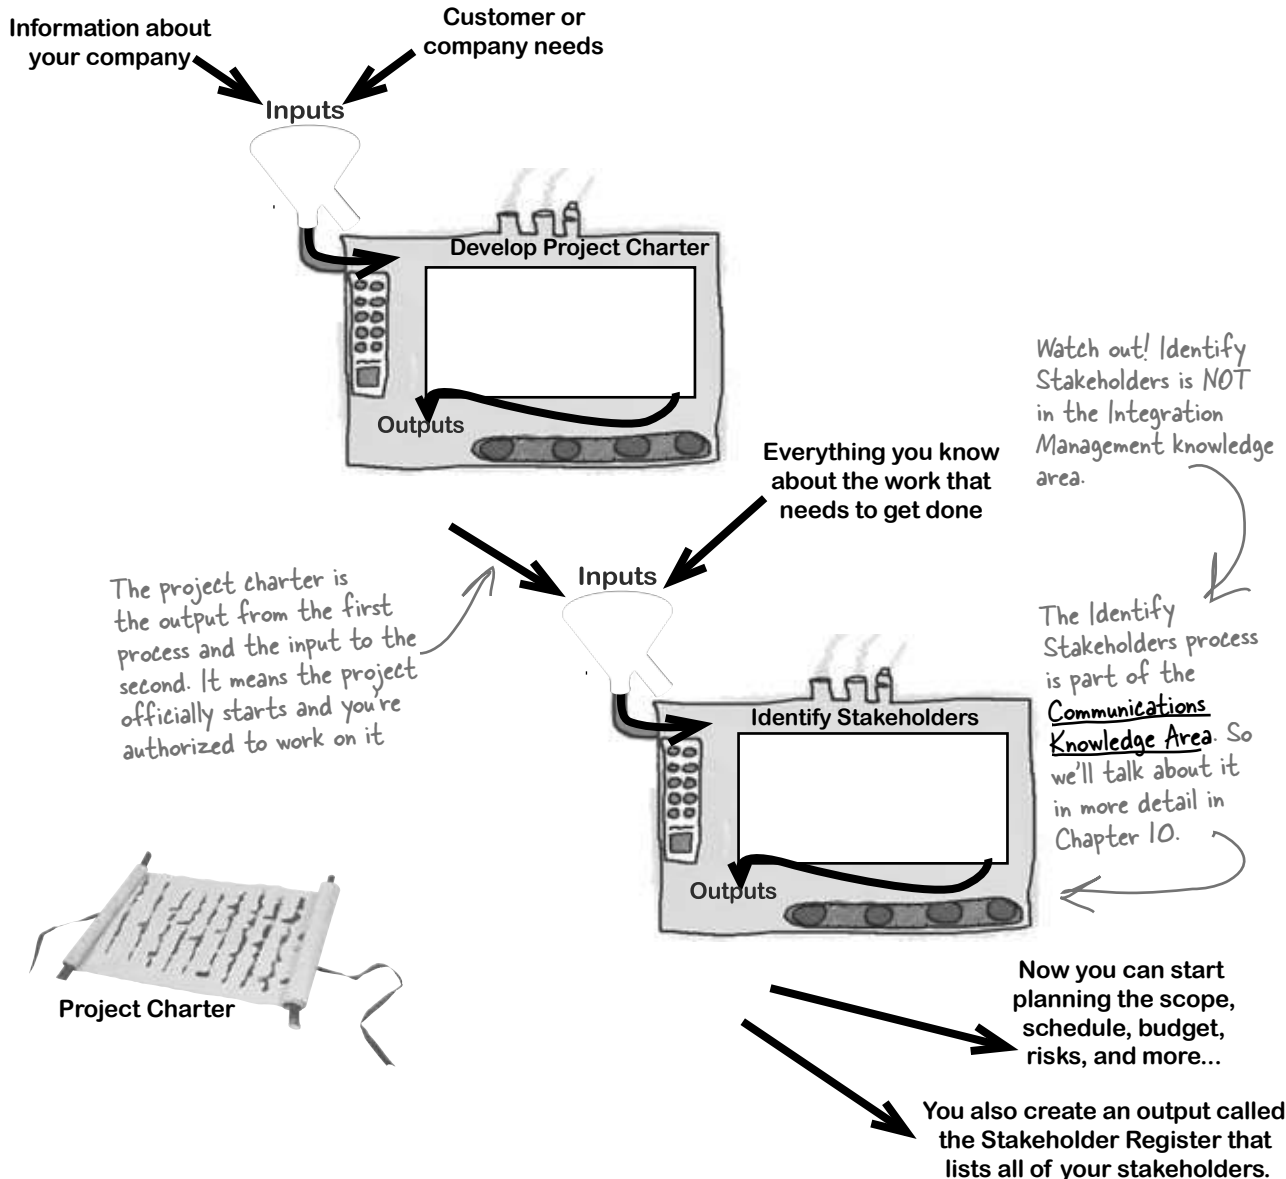 Information about
your company
Customer or
company needs
Inputs
Develop Project Charter
Outputs
Watch out! Identify
Stakeholders is NOT
in the Integration
Management knowledge
area.
Everything you know
about the work that
needs to get done
The project charter is
the output from the first
process and the input to the
second. It means the project
officially starts and you're
authorized to work on it
Inputs
Identify Stakeholders
Outputs
The Identify
Stakeholders process
is part of the
Communications
Knowledge Area. So
we'll talk about it
in more detail in
Chapter 10.
Project Charter
Now you can start
planning the scope,
schedule, budget,
risks, and more...
You also create an output called
the Stakeholder Register that
lists all of your stakeholders.